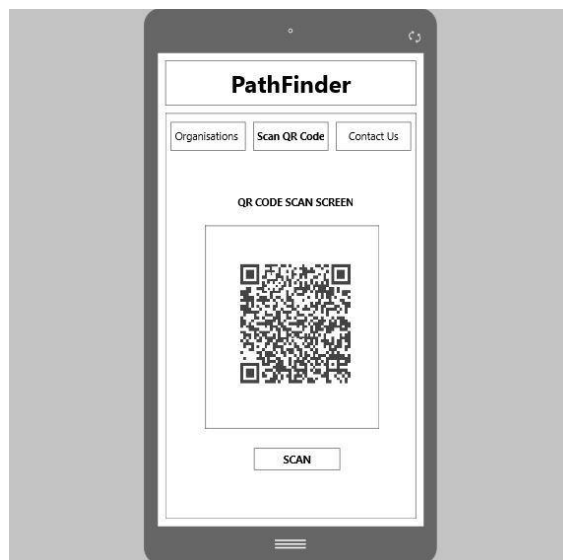 PathFinder
Organisations Scan QR Code Contact Us
QR CODE SCAN SCREEN
SCAN